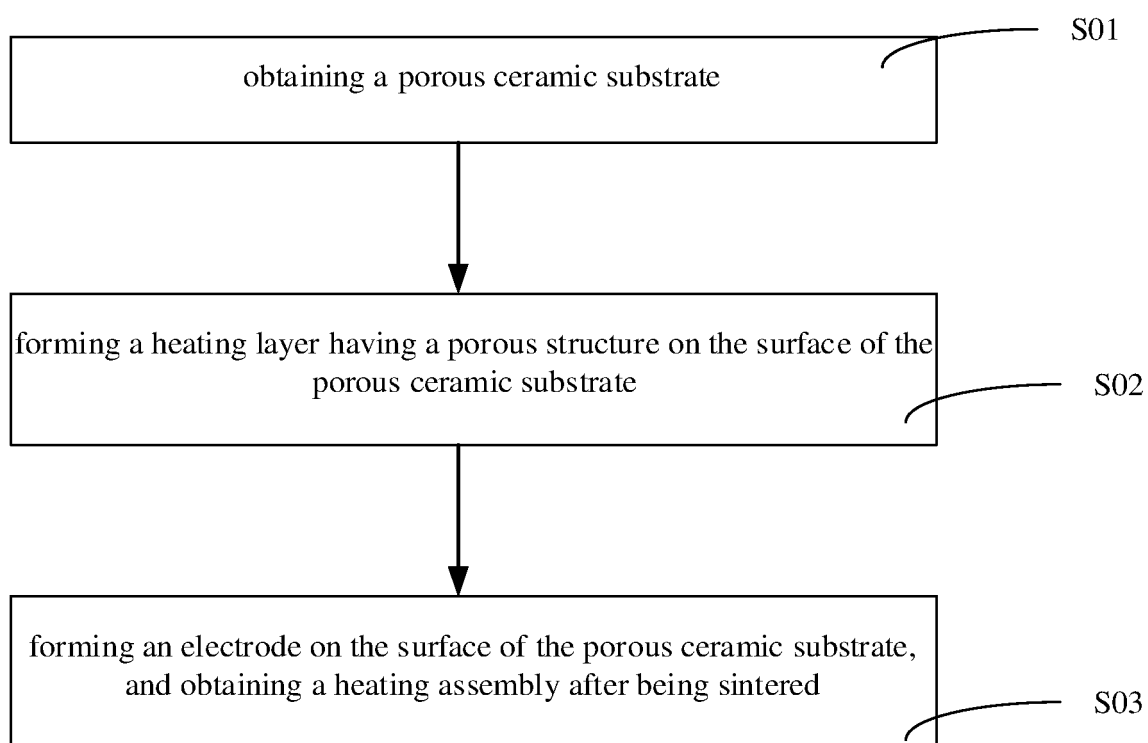 S01
obtaining a porous ceramic substrate
forming a heating layer having a porous structure on the surface of the
porous ceramic substrate
S02
forming an electrode on the surface of the porous ceramic substrate,
and obtaining a heating assembly after being sintered
S03